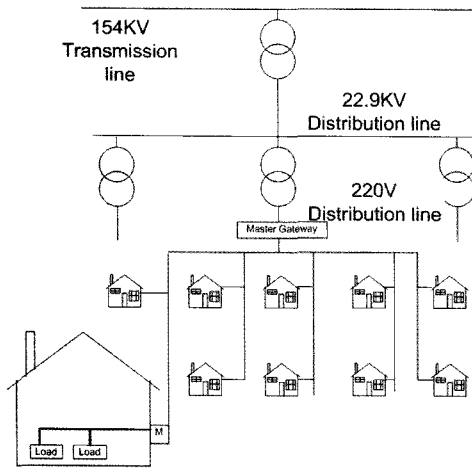 154KV
Transmission
line
22.9KV
Distribution line
220V
Distribution line
Master Gateway
M
Load
Load